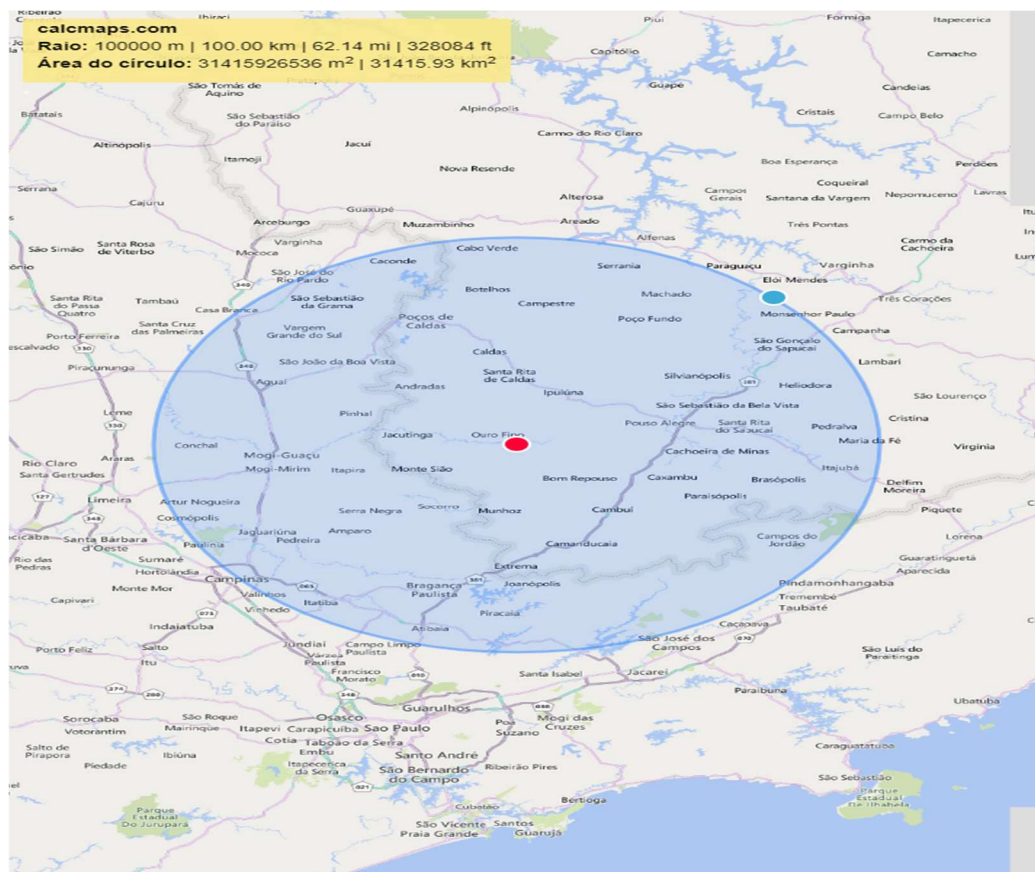 calcmaps.com
Raio: 100000 m | 100.00 km | 62.14 mi | 328084 ft
Área do círculo: 31415926536 m² | 31415.93 km²
Ribeirão
Ibiraci
Piuí
Formiga
Itapecerica
Capitólio
Camacho
São Tomás de
Aquino
Guapé
Candeias
Batatais
São Sebastião
do Paraíso
Alpinópolis
Cristais
Campo Belo
Altinópolis
Jacuí
Carmo do Rio Claro
Itamoji
Nova Resende
Boa Esperança
Perdões
Serrana
Cajuru
Alterosa
Campos
Gerais
Coqueiral
Santana da Vargem
Nepomuceno
Lavras
Arceburgo
Guaxupé
Muzambinho
Areado
Três Pontas
São Simão
Santa Rosa
de Viterbo
Varginha
Mococa
Cabo Verde
Alfenas
Carmo da
Cachoeira
Caconde
Serrania
Paraguaçu
Varginha
São José do
Rio Pardo
Elói Mendes
340
Botelhos
Machado
Santa Rita
do Passa
Quatro
Tambaú
São Sebastião
da Grama
Campestre
Três Corações
Casa Branca
Poços de
Caldas
Poço Fundo
Monsenhor Paulo
Santa Cruz
das Palmeiras
Vargem
Grande do Sul
Campanha
Porto Ferreira
330
São Gonçalo
do Sapucaí
Caldas
São João da Boa Vista
Lambari
Piraçununga
340
Santa Rita
de Caldas
Silvianópolis
381
Heliodora
Aguaí
Andradas
Ipuiúna
São Lourenço
Leme
330
Pinhal
São Sebastião da Bela Vista
Cristina
Pouso Alegre
Santa Rita
do Sapucaí
Pedralva
Jacutinga
Ouro Fino
Maria da Fé
Virgínia
Conchal
Mogi-Guaçu
Cachoeira de Minas
Araras
Mogi-Mirim
Itapira
Monte Sião
Itajubá
Rio Claro
Santa Gertrudes
Bom Repouso
Caxambu
Brasópolis
Delfim
Moreira
Limeira
Artur Nogueira
Paraisópolis
Socorro
Serra Negra
Munhoz
Cambuí
Piquete
Cosmópolis
Amparo
Jaguariúna
Pedreira
Santa Bárbara
d'Oeste
Paulínia
Camanducaia
Campos do
Jordão
Lorena
Rio das
Pedras
Sumaré
Hortolândia
Extrema
Guaratinguetá
Aparecida
Campinas
Bragança
Paulista
381
Joanópolis
Pindamonhangaba
Monte Mor
Valinhos
Tremembé
Capivari
Vinhedo
Itatiba
Piracaia
Taubaté
Indaiatuba
Atibaia
Caçapava
Jundiaí
São José dos
Campos
Porto Feliz
Salto
Itu
Várzea
Paulista
Campo Limpo
Paulista
São Luís do
Paraitinga
Francisco
Morato
Santa Isabel
Jacareí
Paraibuna
Ubatuba
Guarulhos
Sorocaba
São Roque
Osasco
Poá
Mogi das
Cruzes
Votorantim
Mairinque
Itapevi
Carapicuíba
São Paulo
Suzano
Cotia
Taboão da Serra
Caraguatatuba
Salto de
Pirapora
Ibiúna
Embu
Santo André
Piedade
Itapecerica
da Serra
São Bernardo
do Campo
Ribeirão Pires
São Sebastião
Parque
Estadual
De Ilhabela
Parque
Estadual
Do Jurupará
Cubatão
Bertioga
São Vicente
Santos
Praia Grande
Guarujá